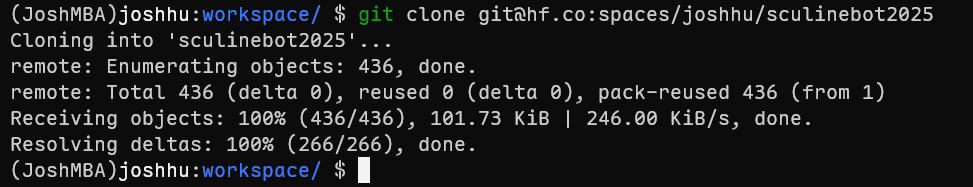 (JoshMBA)joshhu:workspace/ $ git clone git@hf.co:spaces/joshhu/sculinebot2025
Cloning into 'sculinebot2025'...
remote: Enumerating objects: 436, done.
remote: Total 436 (delta 0), reused 0 (delta 0), pack-reused 436 (from 1)
Receiving objects: 100% (436/436), 101.73 KiB | 246.00 KiB/s, done.
Resolving deltas: 100% (266/266), done.
(JoshMBA)joshhu:workspace/ $